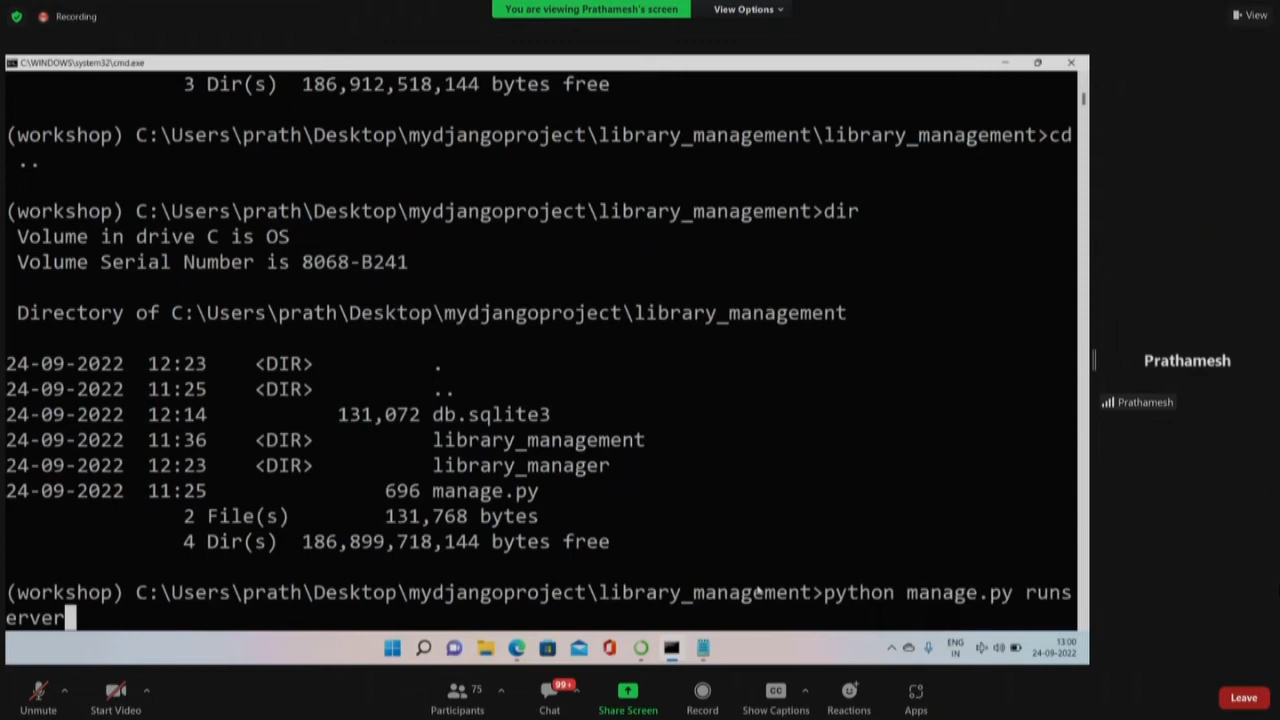 Recording
You are viewing Prathamesh's screen
View Options
View
C:\WINDOWS\system32\cmd.exe
3 Dir(s)  186,912,518,144 bytes free
(workshop) C:\Users\prath\Desktop\mydjangoproject\library_management\library_management>cd
..
(workshop) C:\Users\prath\Desktop\mydjangoproject\library_management>dir
Volume in drive C is OS
Volume Serial Number is 8068-B241
Directory of C:\Users\prath\Desktop\mydjangoproject\library_management
24-09-2022  12:23    <DIR>          .
24-09-2022  11:25    <DIR>          ..
24-09-2022  12:14           131,072 db.sqlite3
24-09-2022  11:36    <DIR>          library_management
24-09-2022  12:23    <DIR>          library_manager
24-09-2022  11:25               696 manage.py
2 File(s)        131,768 bytes
4 Dir(s)  186,899,718,144 bytes free
(workshop) C:\Users\prath\Desktop\mydjangoproject\library_management>python manage.py runs
erver
Prathamesh
Prathamesh
ENG
IN
13:00
24-09-2022
Unmute
Start Video
Participants
75
Chat
99+
Share Screen
Record
CC
Show Captions
Reactions
Apps
Leave